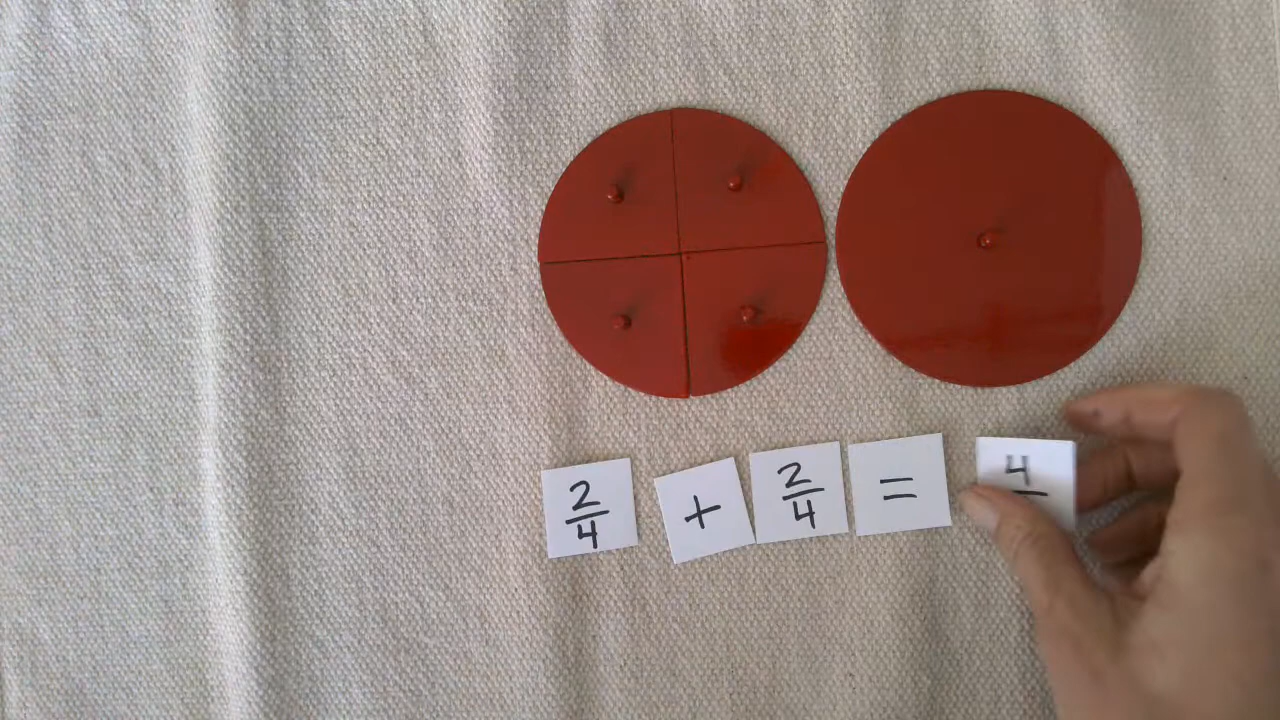 2/4 + 2/4 = 4/